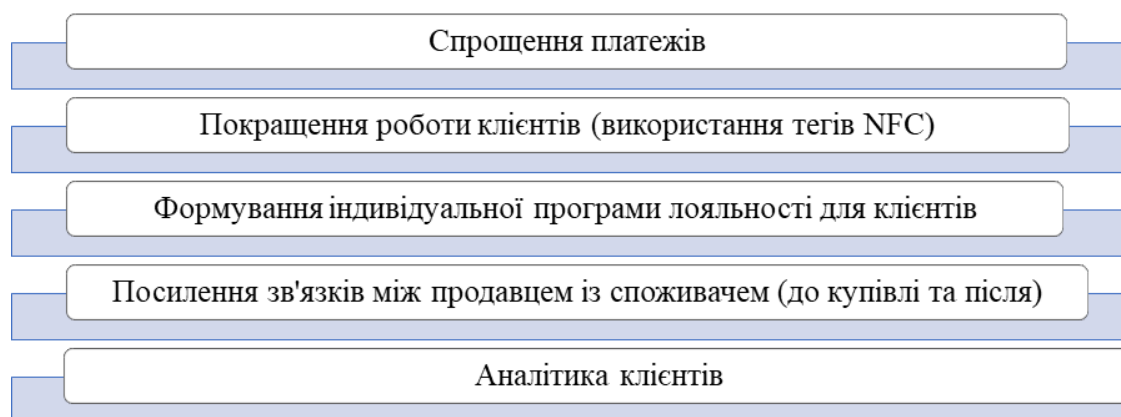 Спрощення платежів
Покращення роботи клієнтів (використання тегів NFC)
Формування індивідуальної програми лояльності для клієнтів
Посилення зв'язків між продавцем із споживачем (до купівлі та після)
Аналітика клієнтів